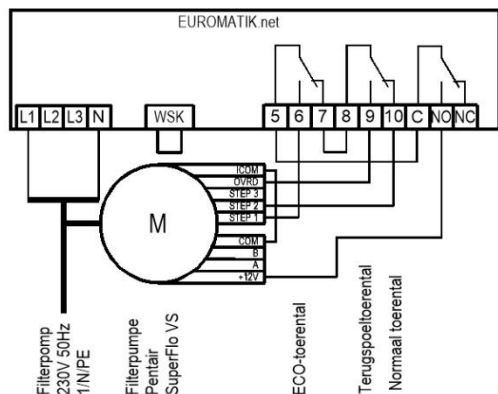 EUROMATIK.net
L1 L2 L3 N WSK 5 6 7 8 9 10 C NO NC
ICOM
OVRD
STEP 3
STEP 2
STEP 1
M
COM
B
A
+12V
Filterpomp
230V 50Hz
1/N/PE
Filterpumpe
Pentair
SuperFlo VS
ECO-toerental
Terugspoeltoerental
Normaal toerental